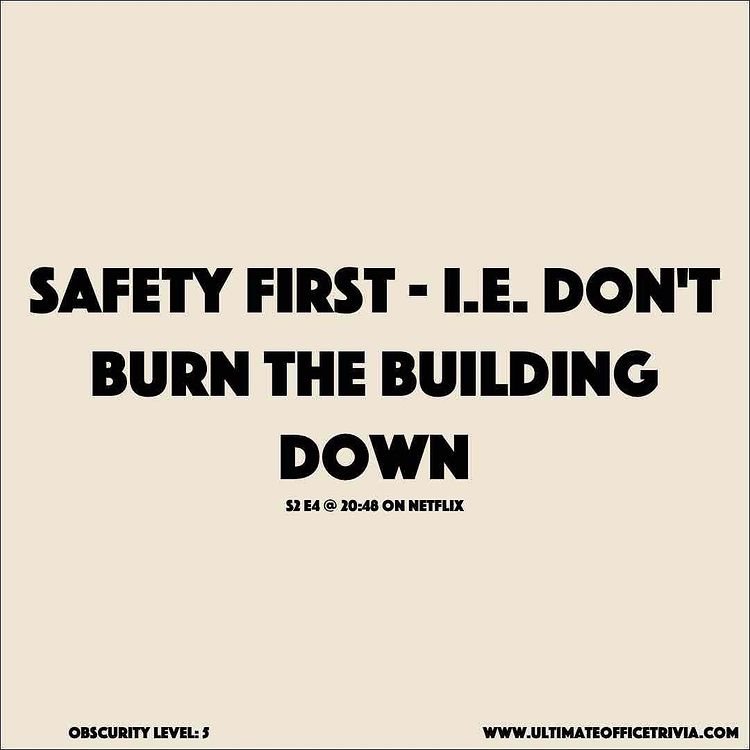 SAFETY FIRST - I.E. DON'T
BURN THE BUILDING
DOWN
S2 E4 @ 20:48 ON NETFLIX
OBSCURITY LEVEL: 5
WWW.ULTIMATEOFFICETRIVIA.COM